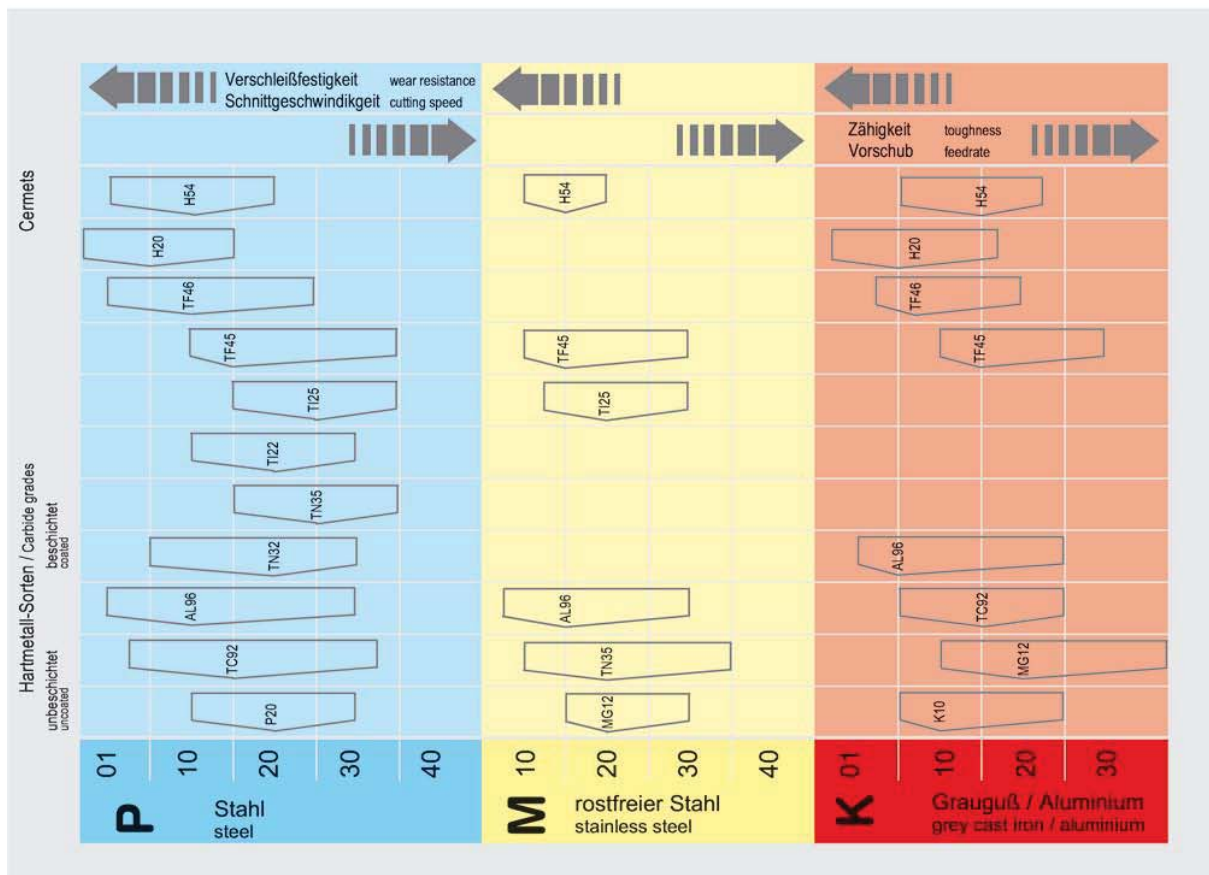 Verschleißfestigkeit wear resistance
Schnittgeschwindikgeit cutting speed
Zähigkeit toughness
Vorschub feedrate
Cermets
H54 H54 H54
H20 H20
TF46 TF46
TF45 TF45 TF45
TI25 TI25
TI22
TN35
Hartmetall-Sorten / Carbide grades
beschichtet
coated
TN32 AL96
AL96 AL96 TC92
TC92 TN35 MG12
unbeschichtet
uncoated
P20 MG12 K10
01 10 20 30 40 10 20 30 40 01 10 20 30
P
Stahl
steel
M
rostfreier Stahl
stainless steel
K
Grauguß / Aluminium
grey cast iron / aluminium